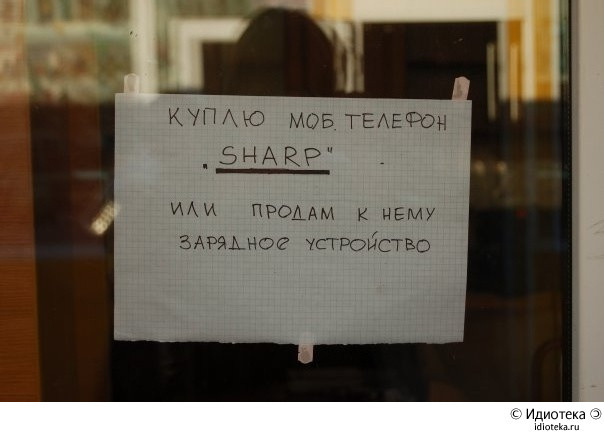 КУПЛЮ МОБ. ТЕЛЕФОН
„SHARP"
ИЛИ ПРОДАМ К НЕМУ
ЗАРЯДНОЕ УСТРОЙСТВО
© Идиотека
idioteka.ru